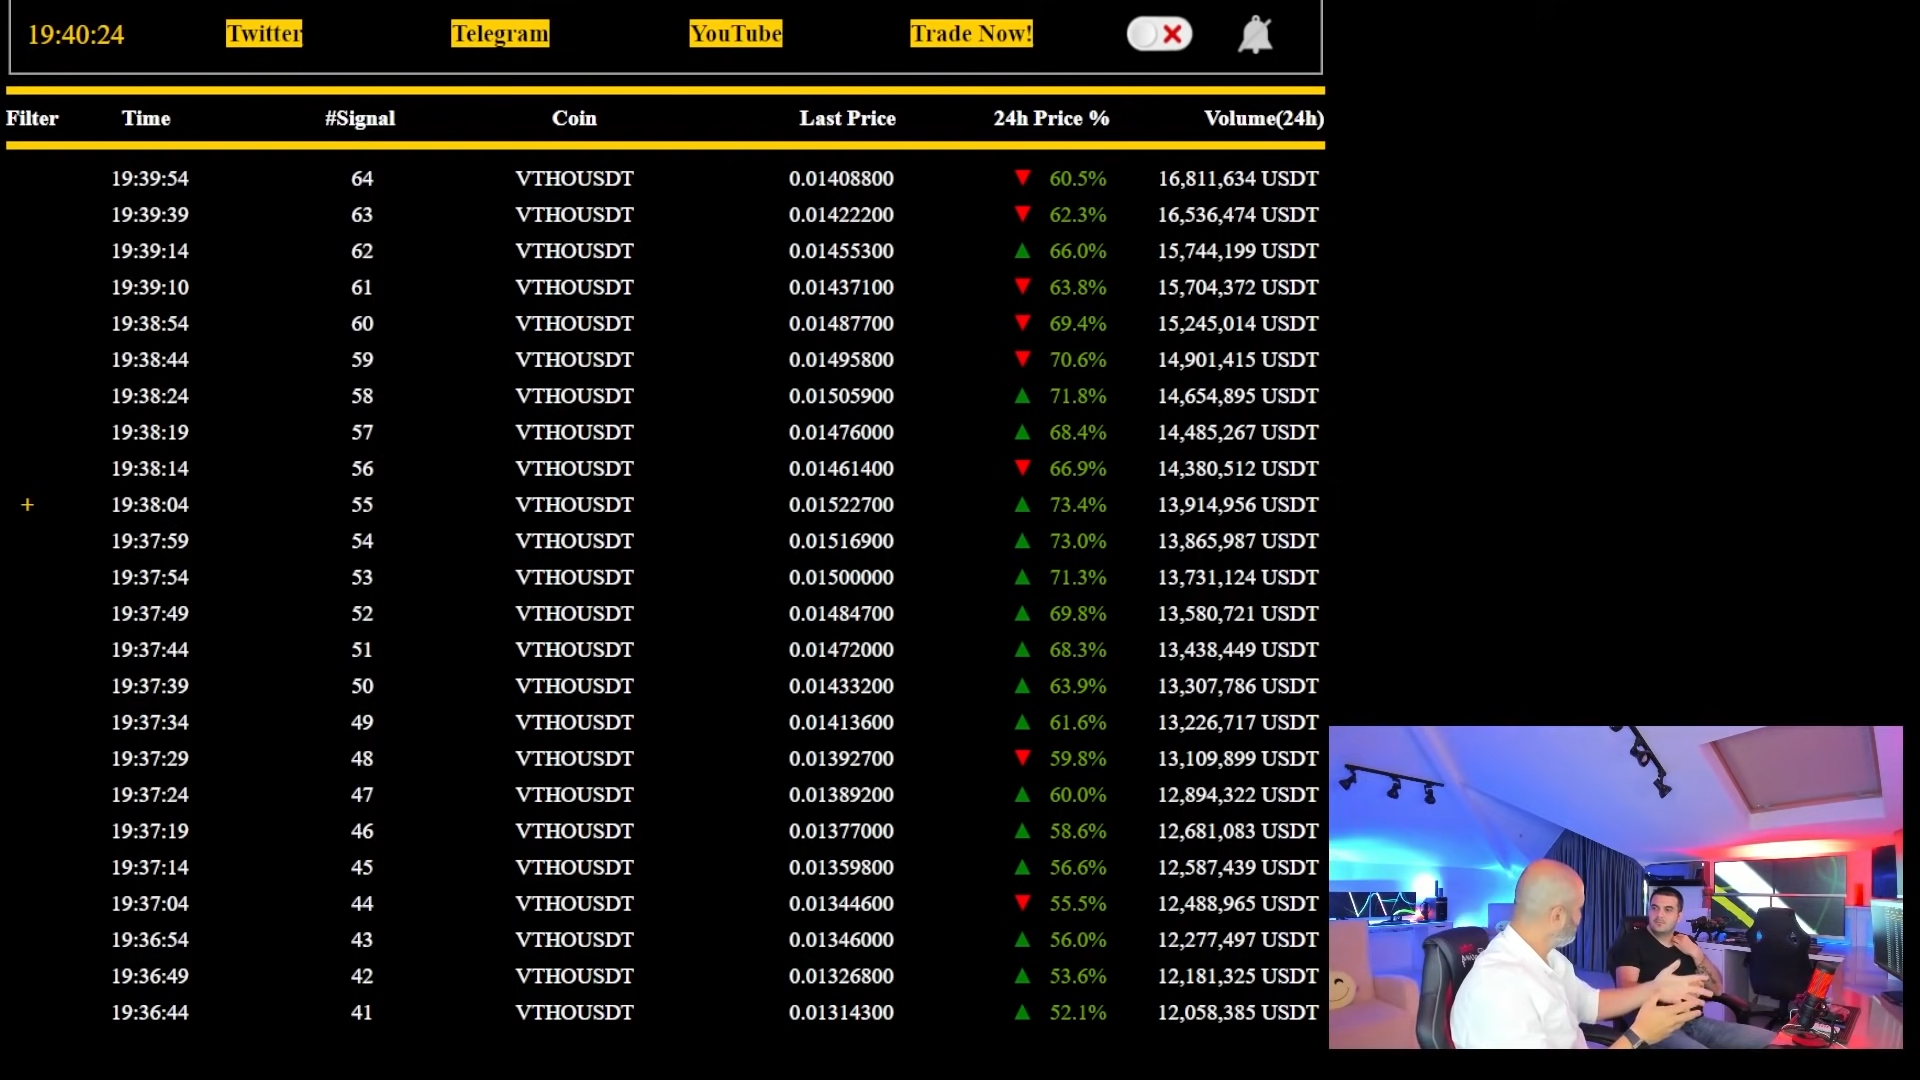 19:40:24 Twitter Telegram YouTube Trade Now!
Filter Time #Signal Coin Last Price 24h Price % Volume(24h)
19:39:54 64 VTHOUSDT 0.01408800 ▼ 60.5% 16,811,634 USDT
19:39:39 63 VTHOUSDT 0.01422200 ▼ 62.3% 16,536,474 USDT
19:39:14 62 VTHOUSDT 0.01455300 ▲ 66.0% 15,744,199 USDT
19:39:10 61 VTHOUSDT 0.01437100 ▼ 63.8% 15,704,372 USDT
19:38:54 60 VTHOUSDT 0.01487700 ▼ 69.4% 15,245,014 USDT
19:38:44 59 VTHOUSDT 0.01495800 ▼ 70.6% 14,901,415 USDT
19:38:24 58 VTHOUSDT 0.01505900 ▲ 71.8% 14,654,895 USDT
19:38:19 57 VTHOUSDT 0.01476000 ▲ 68.4% 14,485,267 USDT
19:38:14 56 VTHOUSDT 0.01461400 ▼ 66.9% 14,380,512 USDT
+ 19:38:04 55 VTHOUSDT 0.01522700 ▲ 73.4% 13,914,956 USDT
19:37:59 54 VTHOUSDT 0.01516900 ▲ 73.0% 13,865,987 USDT
19:37:54 53 VTHOUSDT 0.01500000 ▲ 71.3% 13,731,124 USDT
19:37:49 52 VTHOUSDT 0.01484700 ▲ 69.8% 13,580,721 USDT
19:37:44 51 VTHOUSDT 0.01472000 ▲ 68.3% 13,438,449 USDT
19:37:39 50 VTHOUSDT 0.01433200 ▲ 63.9% 13,307,786 USDT
19:37:34 49 VTHOUSDT 0.01413600 ▲ 61.6% 13,226,717 USDT
19:37:29 48 VTHOUSDT 0.01392700 ▼ 59.8% 13,109,899 USDT
19:37:24 47 VTHOUSDT 0.01389200 ▲ 60.0% 12,894,322 USDT
19:37:19 46 VTHOUSDT 0.01377000 ▲ 58.6% 12,681,083 USDT
19:37:14 45 VTHOUSDT 0.01359800 ▲ 56.6% 12,587,439 USDT
19:37:04 44 VTHOUSDT 0.01344600 ▼ 55.5% 12,488,965 USDT
19:36:54 43 VTHOUSDT 0.01346000 ▲ 56.0% 12,277,497 USDT
19:36:49 42 VTHOUSDT 0.01326800 ▲ 53.6% 12,181,325 USDT
19:36:44 41 VTHOUSDT 0.01314300 ▲ 52.1% 12,058,385 USDT